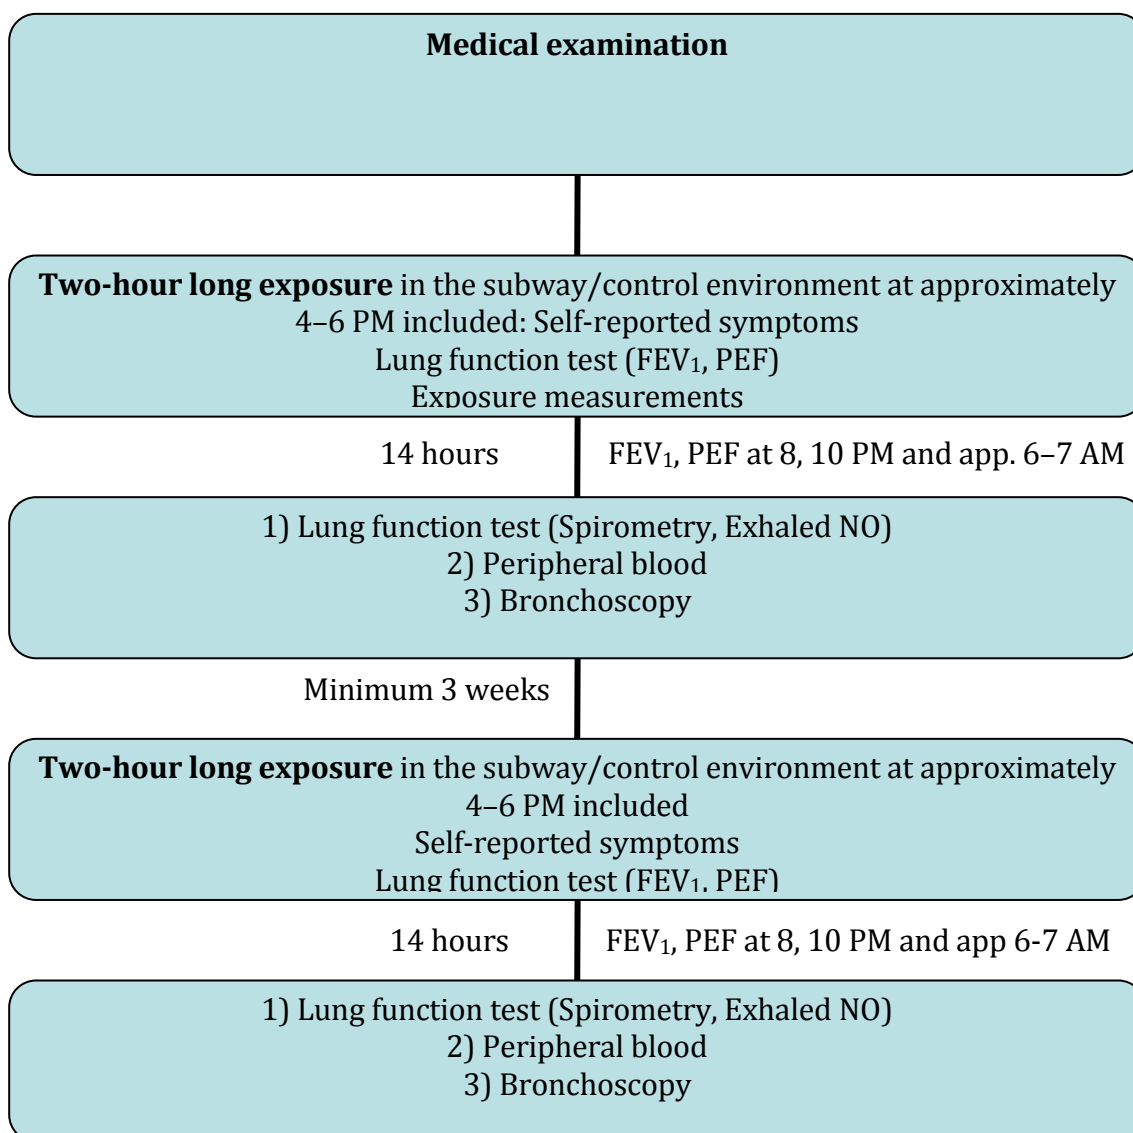 Medical examination
Two-hour long exposure in the subway/control environment at approximately
4–6 PM included: Self-reported symptoms
Lung function test (FEV₁, PEF)
Exposure measurements
14 hours
FEV₁, PEF at 8, 10 PM and app. 6–7 AM
1) Lung function test (Spirometry, Exhaled NO)
2) Peripheral blood
3) Bronchoscopy
Minimum 3 weeks
Two-hour long exposure in the subway/control environment at approximately
4–6 PM included
Self-reported symptoms
Lung function test (FEV₁, PEF)
14 hours
FEV₁, PEF at 8, 10 PM and app 6-7 AM
1) Lung function test (Spirometry, Exhaled NO)
2) Peripheral blood
3) Bronchoscopy